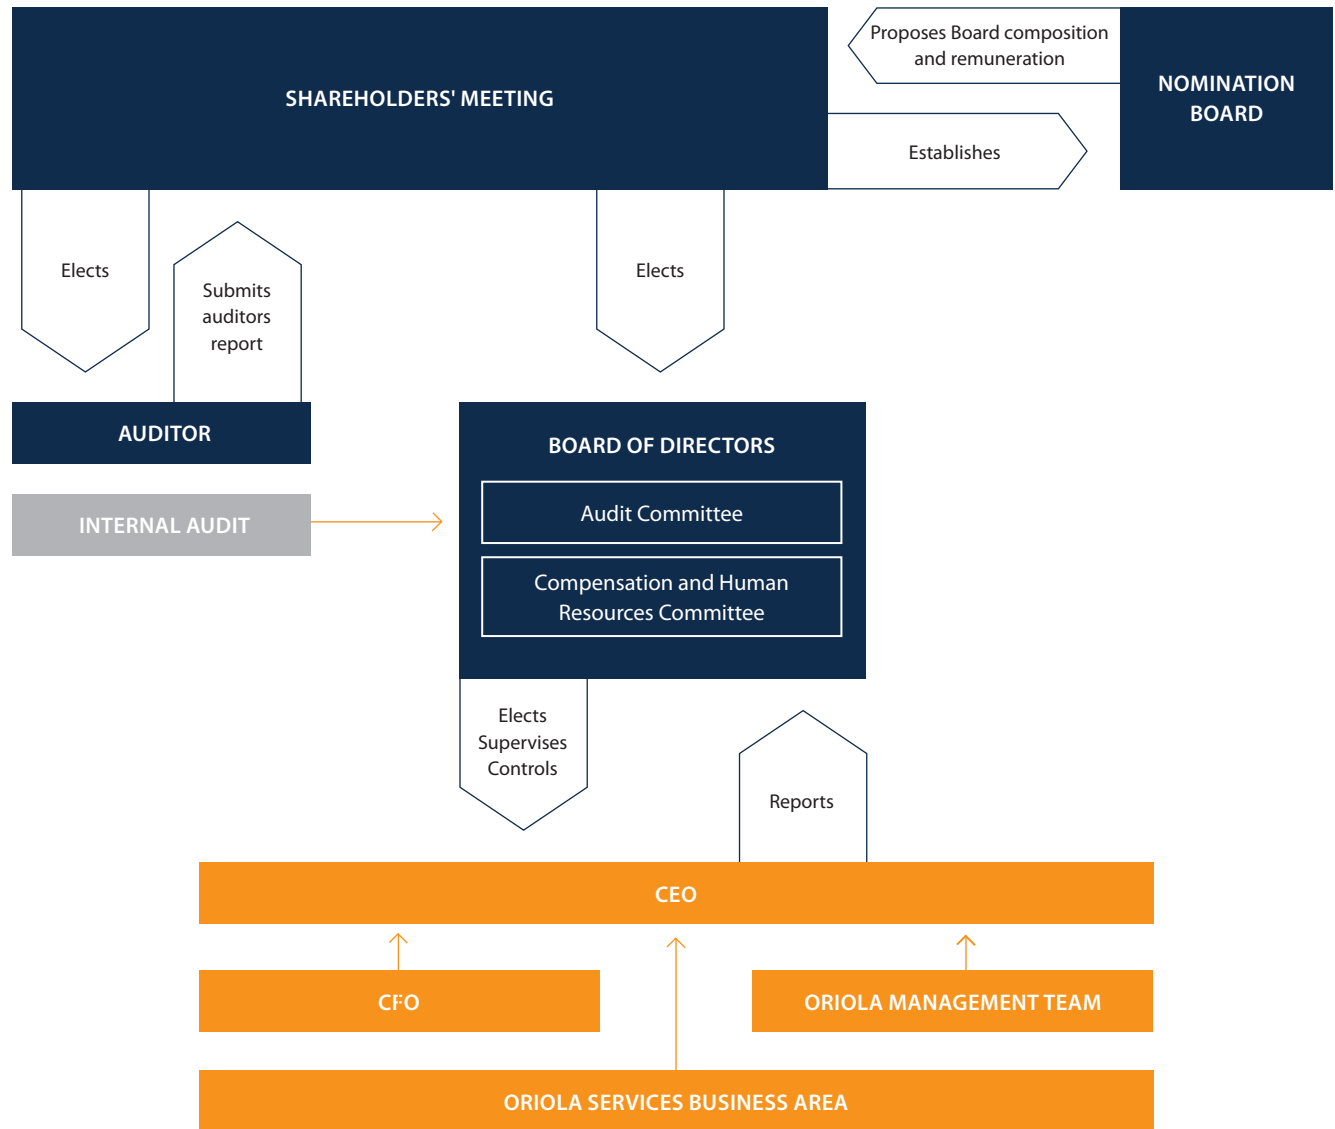 SHAREHOLDERS' MEETING
Proposes Board composition
and remuneration
NOMINATION
BOARD
Establishes
Elects
Submits
auditors
report
Elects
AUDITOR
INTERNAL AUDIT
BOARD OF DIRECTORS
Audit Committee
Compensation and Human
Resources Committee
Elects
Supervises
Controls
Reports
CEO
CFO
ORIOLA MANAGEMENT TEAM
ORIOLA SERVICES BUSINESS AREA